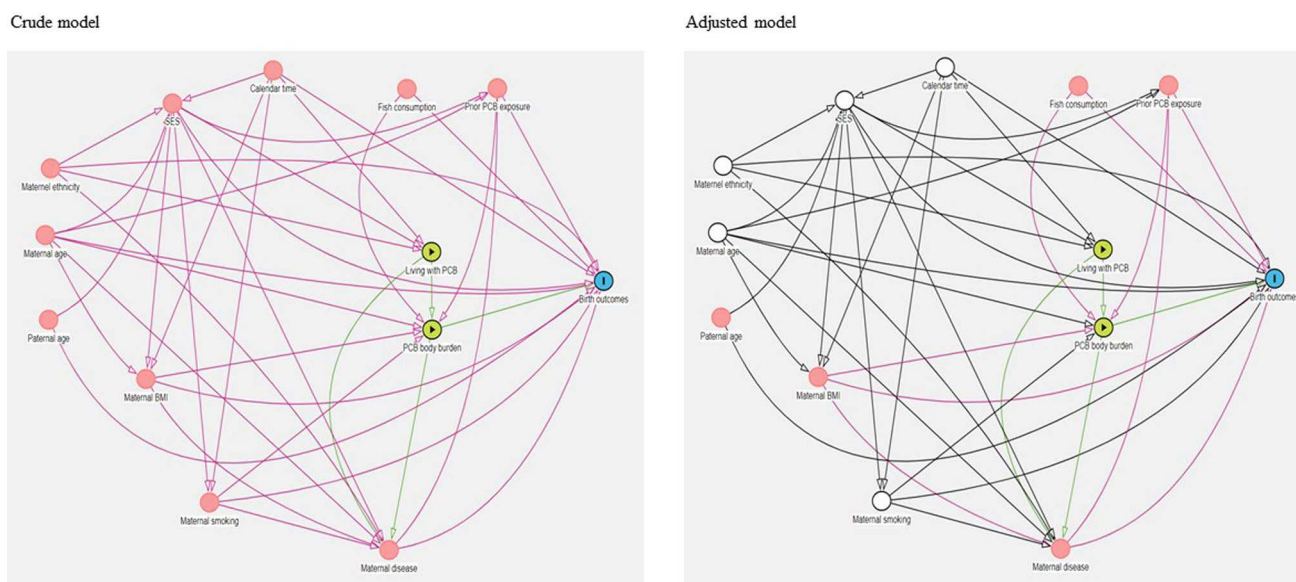 Crude model
Calendar time
SES
Fish consumption
Prior PCB exposure
Maternel ethnicity
Maternal age
Living with PCB
Birth outcomes
Paternal age
PCB body burden
Maternal BMI
Maternal smoking
Maternal disease
Adjusted model
Calendar time
SES
Fish consumption
Prior PCB exposure
Maternel ethnicity
Maternal age
Living with PCB
Birth outcomes
Paternal age
PCB body burden
Maternal BMI
Maternal smoking
Maternal disease